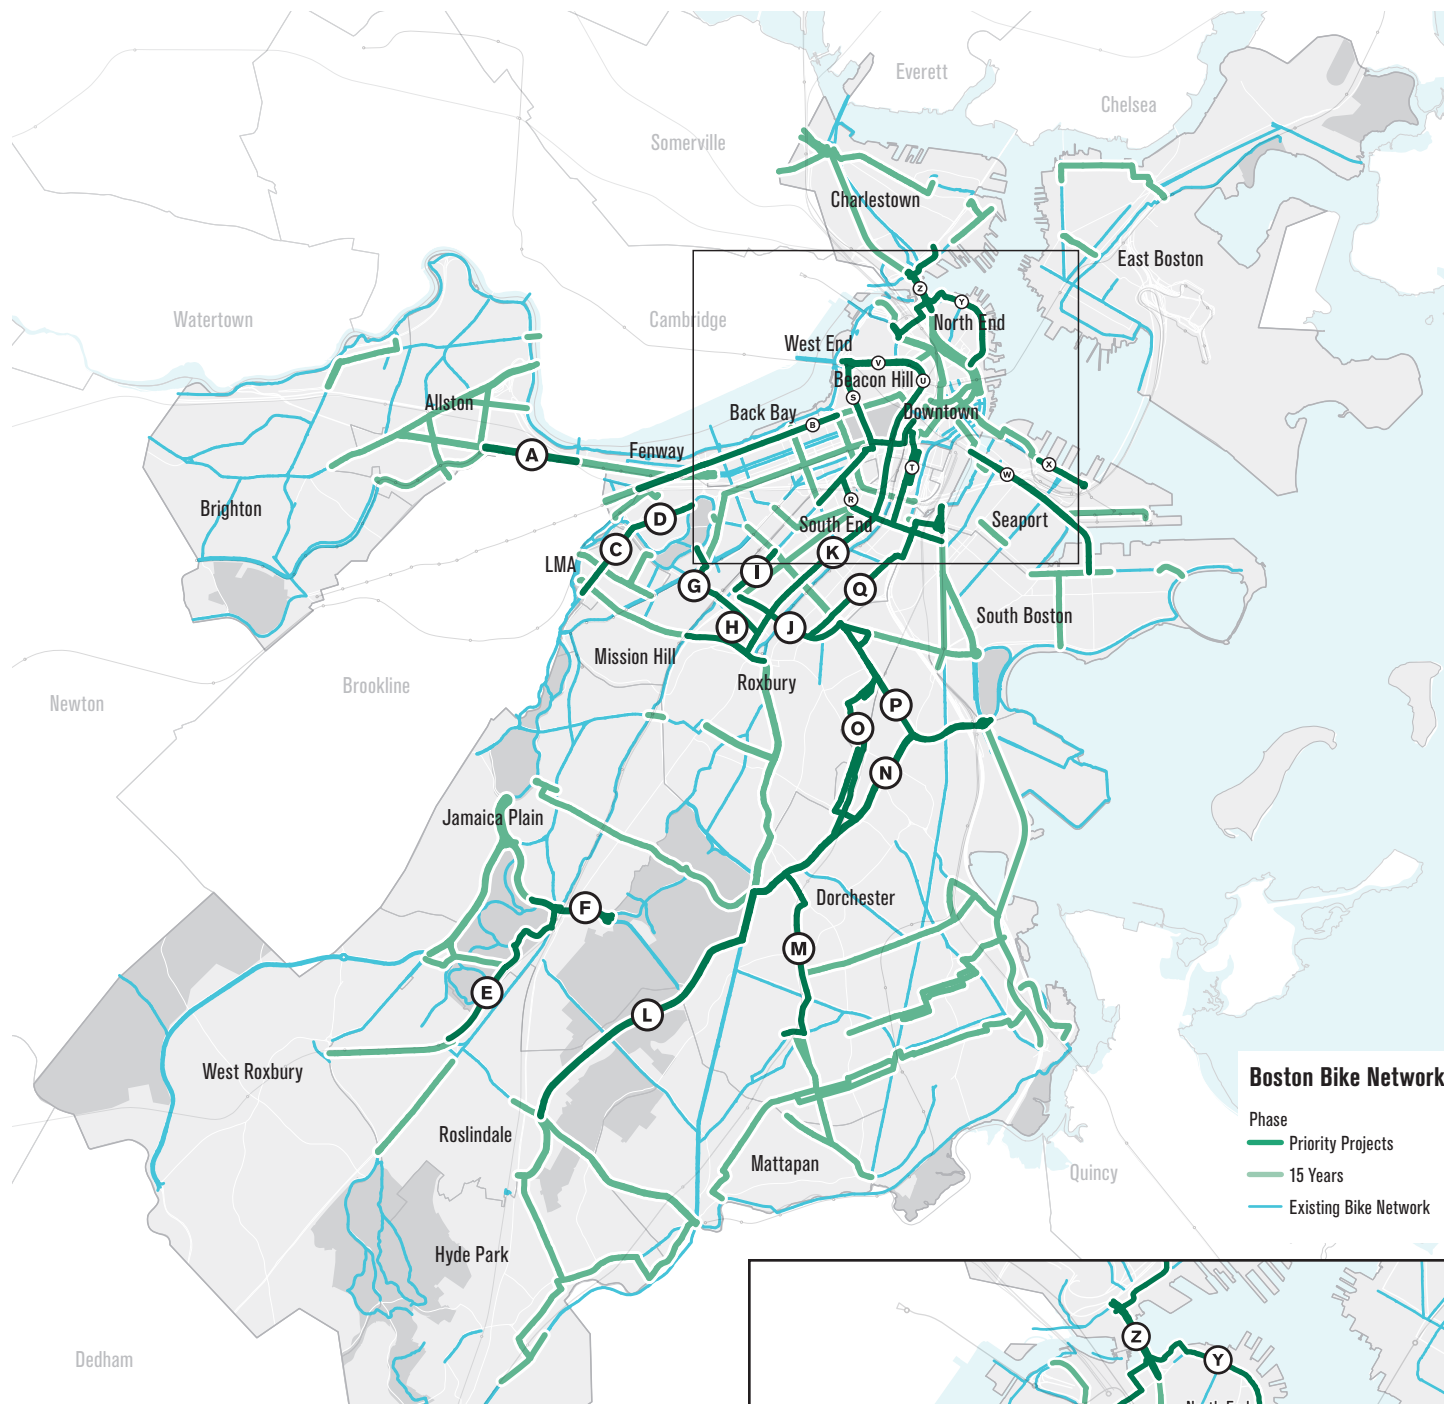 Everett
Chelsea
Somerville
Charlestown
East Boston
Z
Y
Watertown
Cambridge
North End
West End
V
Beacon Hill
U
S
Allston
Back Bay
B
Downtown
A
Fenway
T
X
W
Brighton
D
R
South End
Seaport
C
K
LMA
I
G
Q
H
J
South Boston
Mission Hill
Roxbury
Brookline
Newton
P
O
N
Jamaica Plain
F
Dorchester
M
E
L
West Roxbury
Boston Bike Network
Phase
Priority Projects
15 Years
Existing Bike Network
Roslindale
Mattapan
Quincy
Hyde Park
Dedham
Z
Y
North End